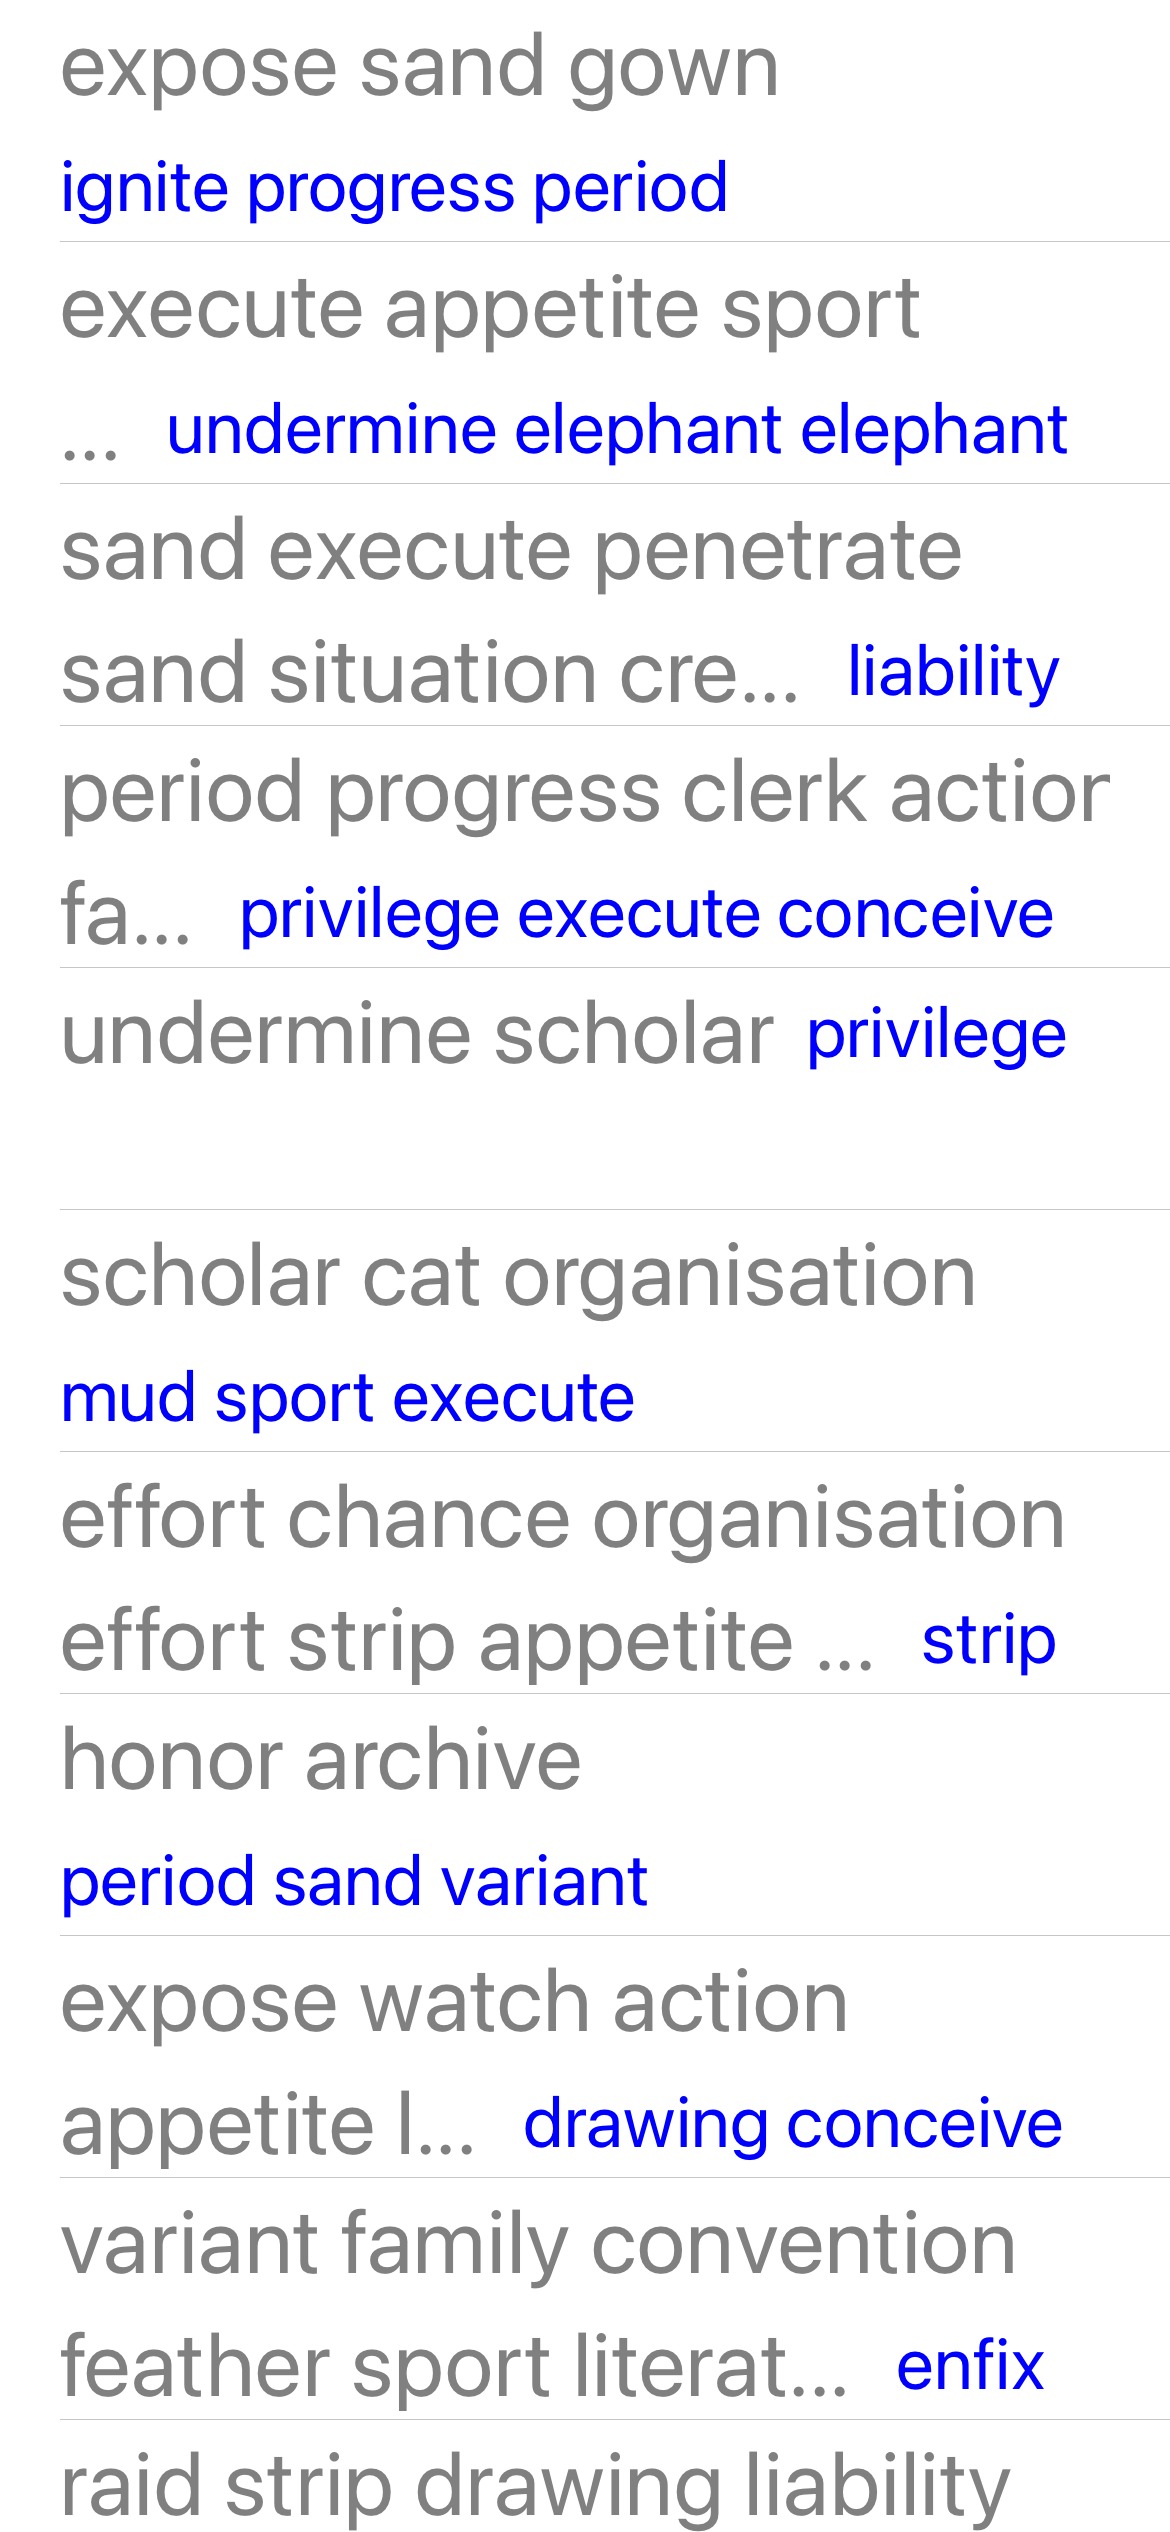 expose sand gown
ignite progress period
execute appetite sport
... undermine elephant elephant
sand execute penetrate
sand situation cre... liability
period progress clerk action
fa... privilege execute conceive
undermine scholar privilege
scholar cat organisation
mud sport execute
effort chance organisation
effort strip appetite ... strip
honor archive
period sand variant
expose watch action
appetite l... drawing conceive
variant family convention
feather sport literat... enfix
raid strip drawing liability